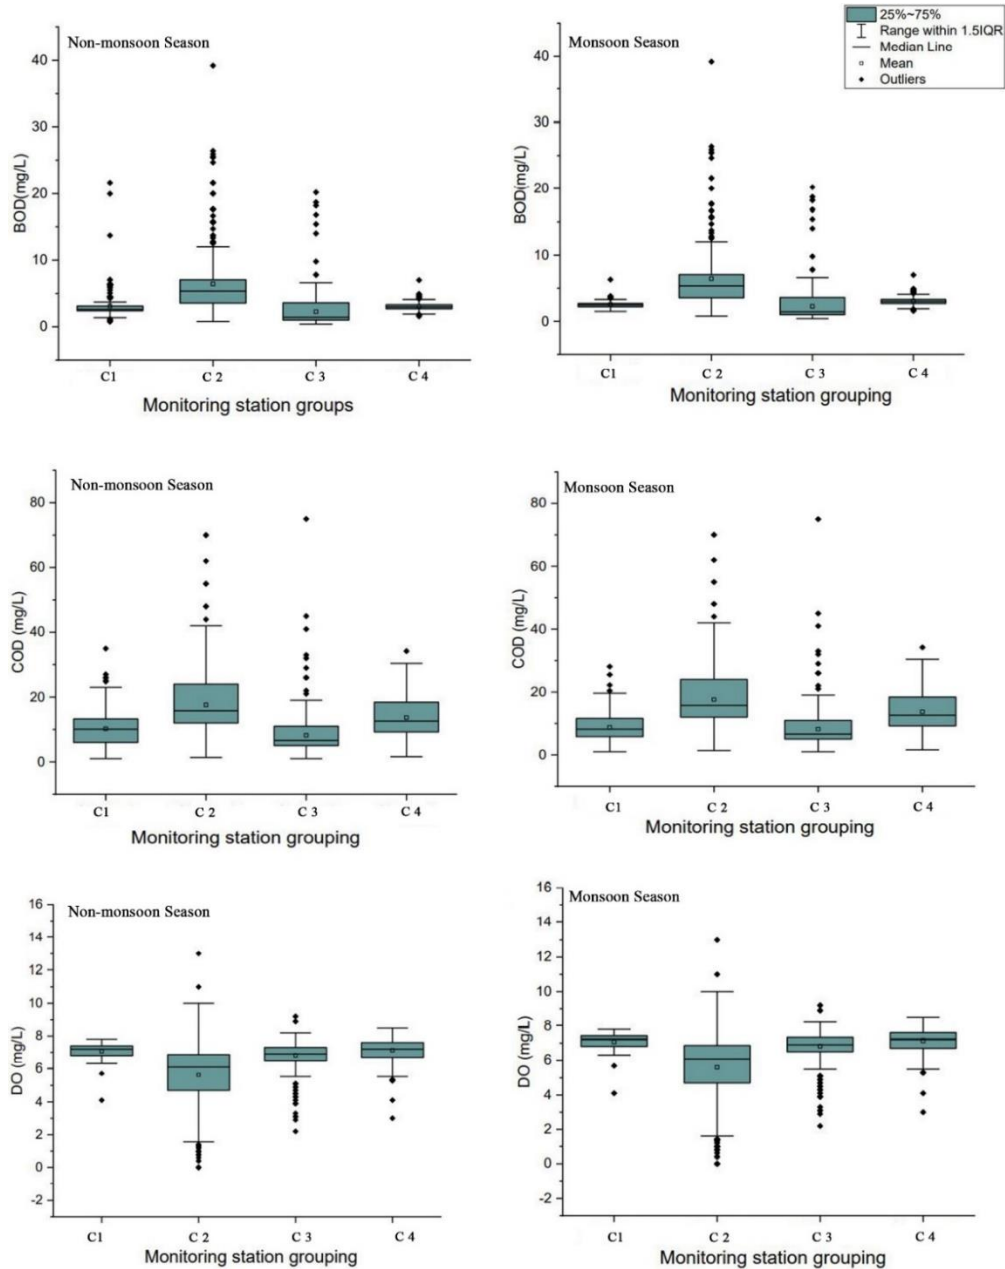 Non-monsoon Season
40
30
20
10
0
BOD(mg/L)
C1 C 2 C 3 C 4
Monitoring station groups
Monsoon Season
25%~75%
Range within 1.5IQR
Median Line
Mean
Outliers
40
30
20
10
0
BOD(mg/L)
C1 C 2 C 3 C 4
Monitoring station grouping
Non-monsoon Season
80
60
40
20
0
COD (mg/L)
C1 C 2 C 3 C 4
Monitoring station grouping
Monsoon Season
80
60
40
20
0
COD (mg/L)
C1 C 2 C 3 C 4
Monitoring station grouping
Non-monsoon Season
16
14
12
10
8
6
4
2
0
-2
DO (mg/L)
C1 C 2 C 3 C 4
Monitoring station grouping
Monsoon Season
16
14
12
10
8
6
4
2
0
-2
DO (mg/L)
C1 C 2 C 3 C 4
Monitoring station grouping